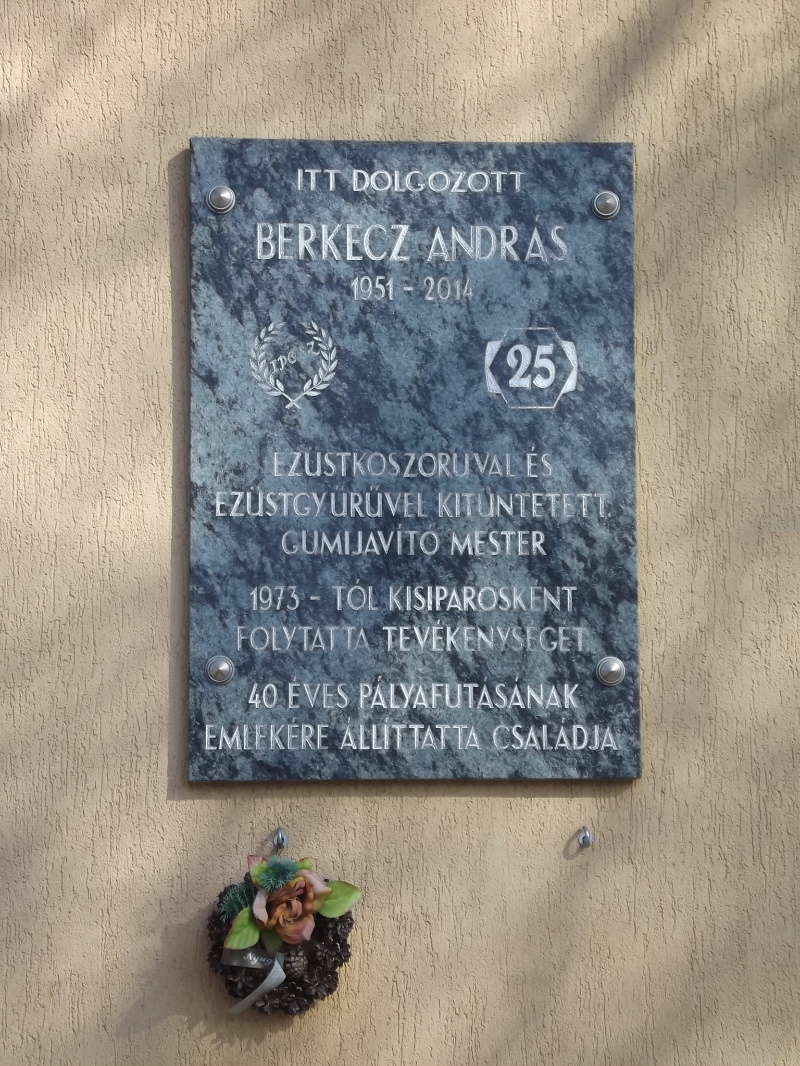 ITT DOLGOZOTT
BERKECZ ANDRÁS
1951 - 2014
IPOSZ
25
EZÜSTKOSZORÚVAL ÉS
EZÜSTGYŰRŰVEL KITÜNTETETT
GUMIJAVÍTÓ MESTER
1973 - TÓL KISIPAROSKÉNT
FOLYTATTA TEVÉKENYSÉGÉT.
40 ÉVES PÁLYAFUTÁSÁNAK
EMLÉKÉRE ÁLLÍTTATTA CSALÁDJA